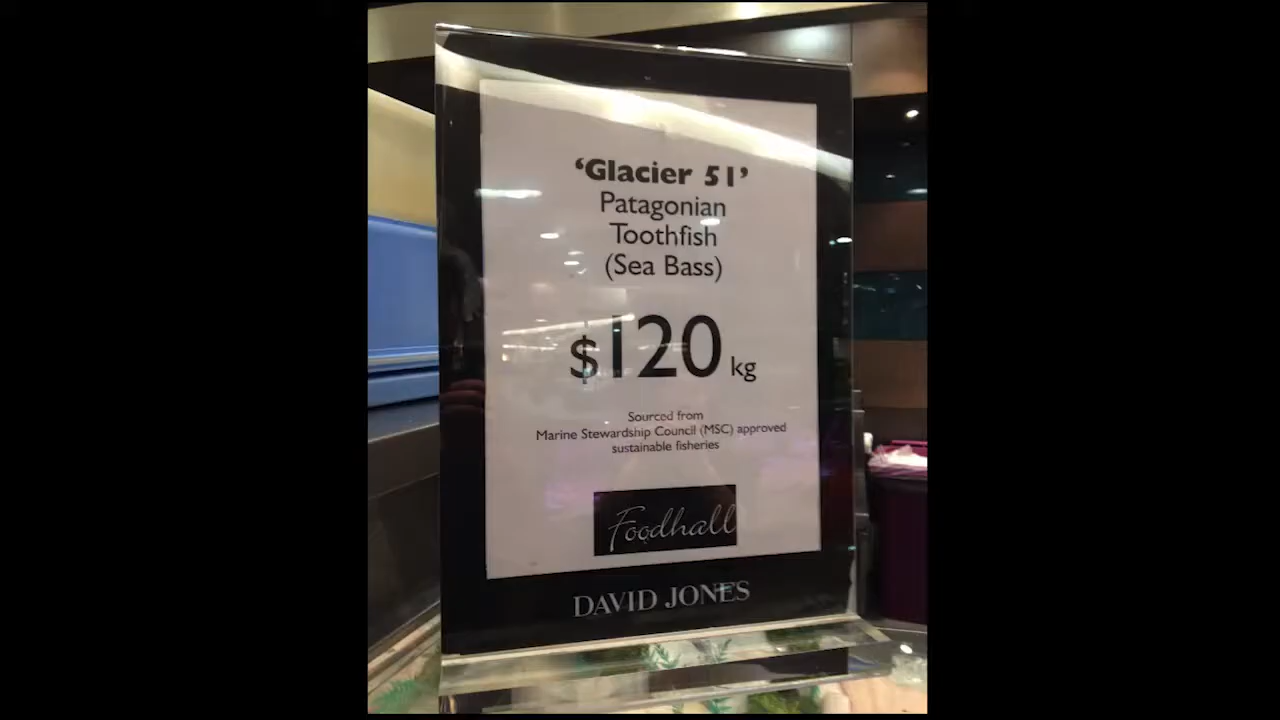 ‘Glacier 51’
Patagonian
Toothfish
(Sea Bass)
$120 kg
Sourced from
Marine Stewardship Council (MSC) approved
sustainable fisheries
Foodhall
DAVID JONES